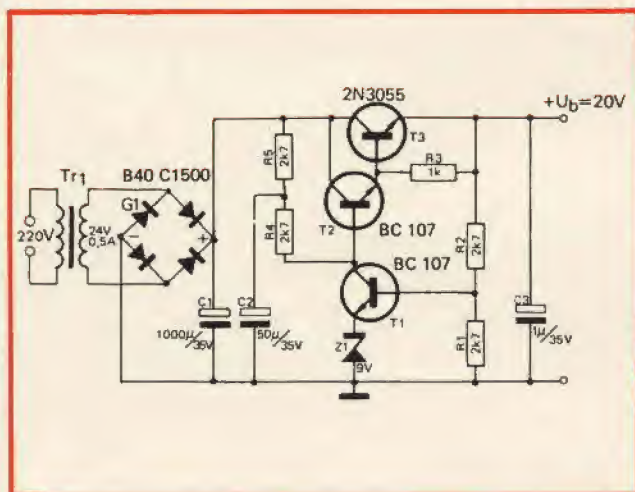 2N3055
+Ub=20V
T3
R5
2k7
R3
1k
Tr1
B40 C1500
G1
T2
BC 107
R4
2k7
R2
2k7
220V
24V
0,5A
−
+
BC 107
C1
C2
T1
C3
1000µ/35V
50µ/35V
Z1
9V
R1
2k7
1µ/35V